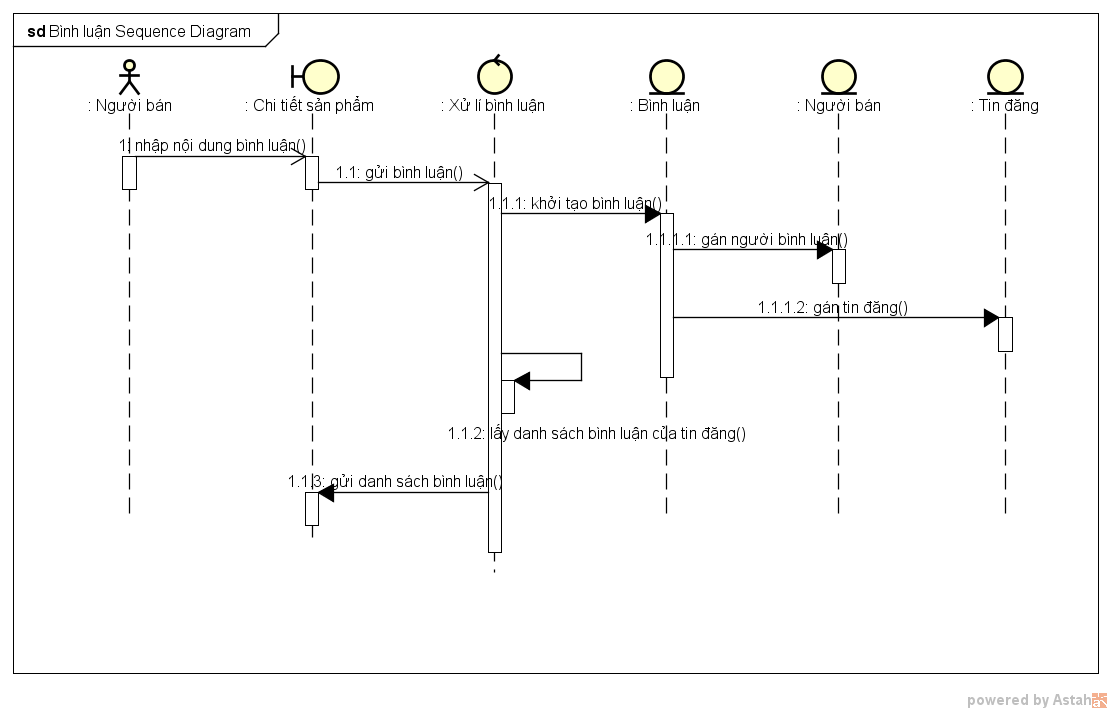 sd Bình luận Sequence Diagram
: Người bán
: Chi tiết sản phẩm
: Xử lí bình luận
: Bình luận
: Người bán
: Tin đăng
1: nhập nội dung bình luận()
1.1: gửi bình luận()
1.1.1: khởi tạo bình luận()
1.1.1.1: gán người bình luận()
1.1.1.2: gán tin đăng()
1.1.2: lấy danh sách bình luận của tin đăng()
1.1.3: gửi danh sách bình luận()
powered by Astah